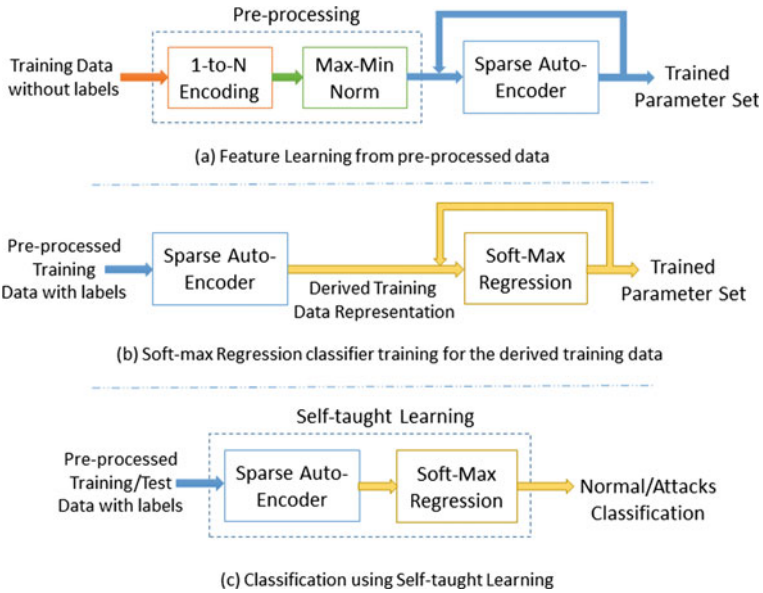 Pre-processing
Training Data
without labels
1-to-N
Encoding
Max-Min
Norm
Sparse Auto-
Encoder
Trained
Parameter Set
(a) Feature Learning from pre-processed data
Pre-processed
Training
Data with labels
Sparse Auto-
Encoder
Derived Training
Data Representation
Soft-Max
Regression
Trained
Parameter Set
(b) Soft-max Regression classifier training for the derived training data
Self-taught Learning
Pre-processed
Training/Test
Data with labels
Sparse Auto-
Encoder
Soft-Max
Regression
Normal/Attacks
Classification
(c) Classification using Self-taught Learning